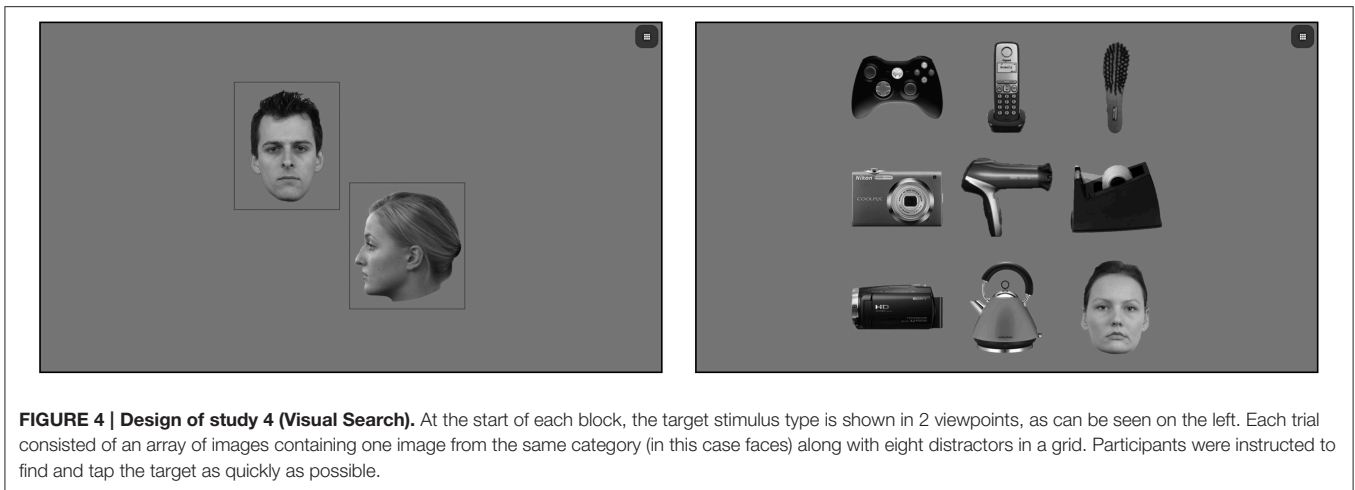 Nikon
COOLPIX
HD
SONY
FIGURE 4 | Design of study 4 (Visual Search). At the start of each block, the target stimulus type is shown in 2 viewpoints, as can be seen on the left. Each trial
consisted of an array of images containing one image from the same category (in this case faces) along with eight distractors in a grid. Participants were instructed to
find and tap the target as quickly as possible.